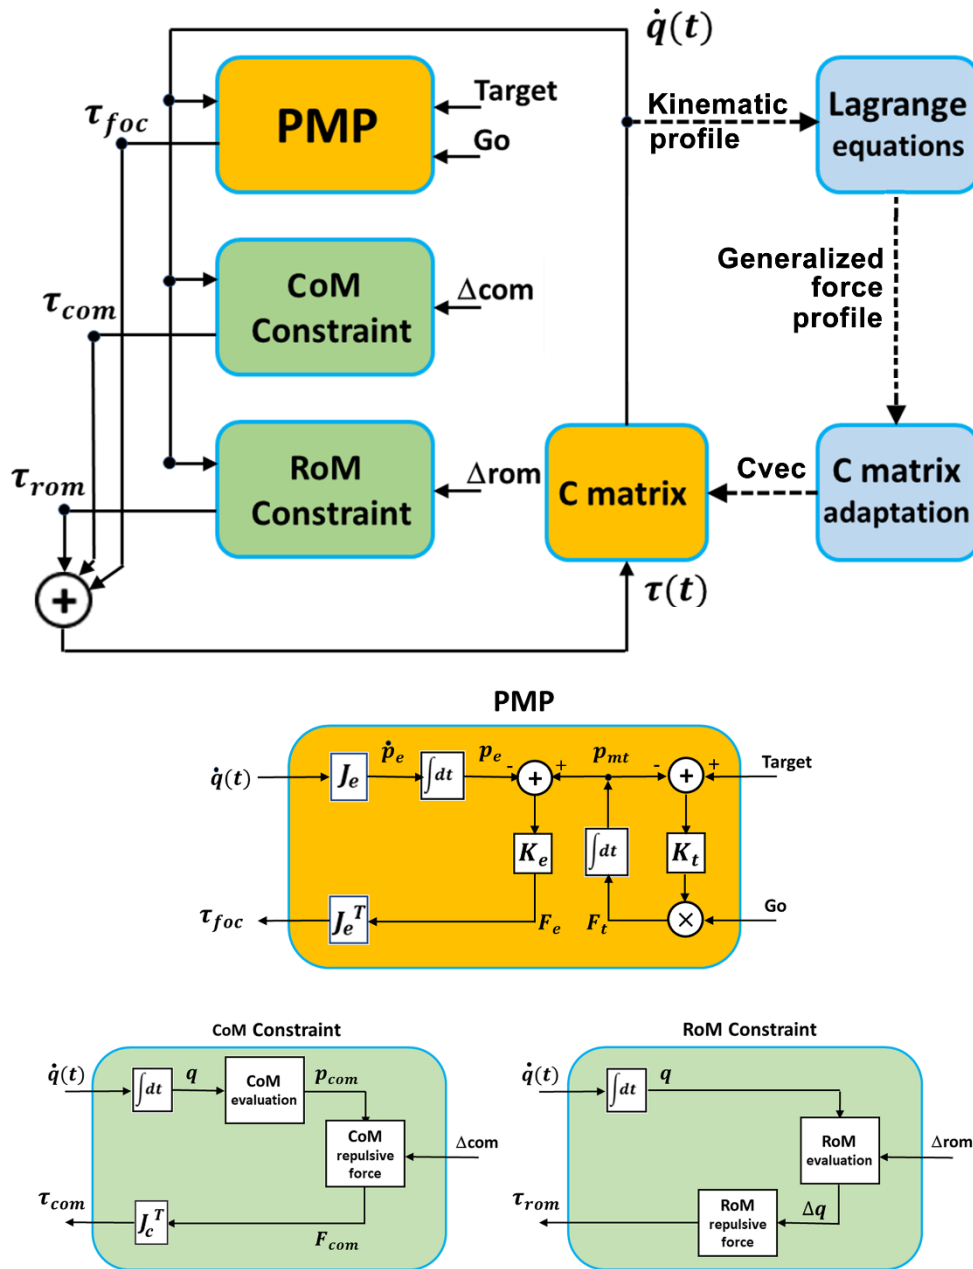 q̇(t)
PMP
Target
Go
τ_foc
Kinematic
profile
Lagrange
equations
CoM
Constraint
Δcom
τ_com
Generalized
force
profile
RoM
Constraint
Δrom
τ_rom
C matrix
Cvec
C matrix
adaptation
+
τ(t)
PMP
q̇(t)
J_e
ṗ_e
∫dt
p_e
-
+
+
p_mt
-
+
+
Target
K_e
∫dt
K_t
τ_foc
J_e^T
F_e
F_t
×
Go
CoM Constraint
q̇(t)
∫dt
q
CoM
evaluation
p_com
CoM
repulsive
force
Δcom
τ_com
J_c^T
F_com
RoM Constraint
q̇(t)
∫dt
q
RoM
evaluation
Δrom
τ_rom
RoM
repulsive
force
Δq